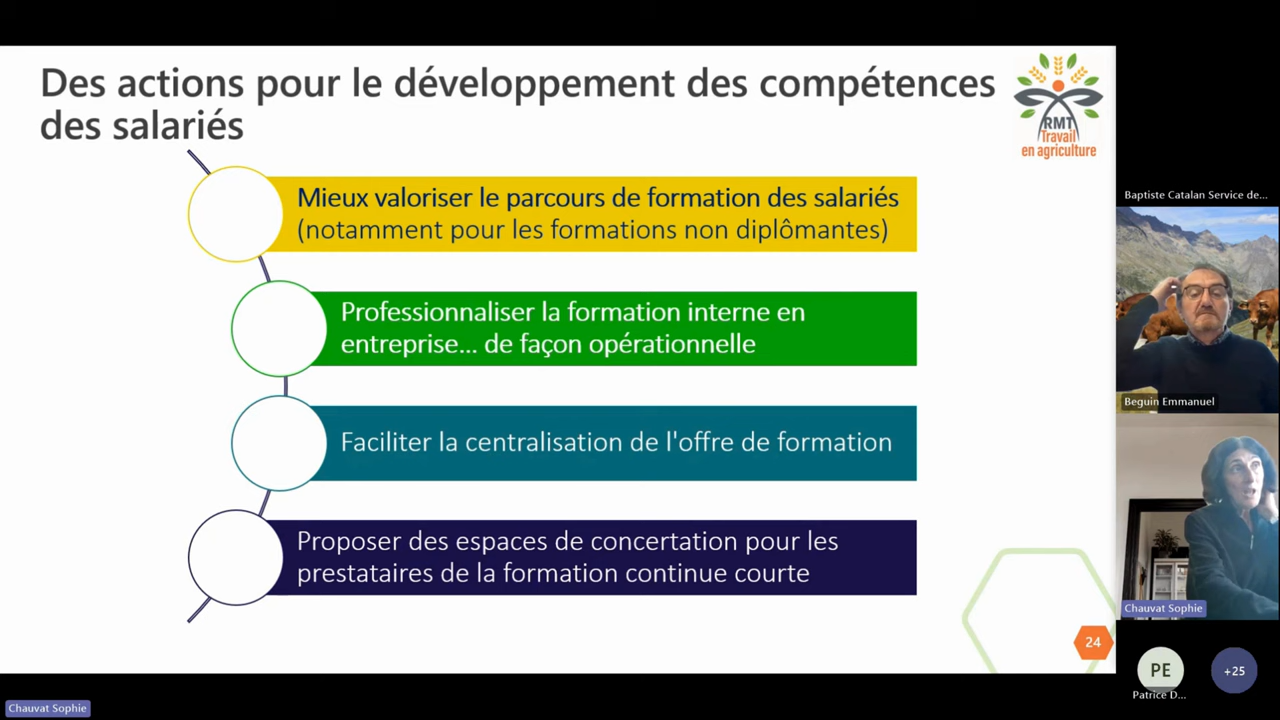 Des actions pour le développement des compétences
des salariés
RMT
Travail
en agriculture
Mieux valoriser le parcours de formation des salariés
(notamment pour les formations non diplômantes)
Professionnaliser la formation interne en
entreprise... de façon opérationnelle
Faciliter la centralisation de l'offre de formation
Proposer des espaces de concertation pour les
prestataires de la formation continue courte
24
Baptiste Catalan Service de...
Beguin Emmanuel
Chauvat Sophie
PE
Patrice D...
+25
Chauvat Sophie